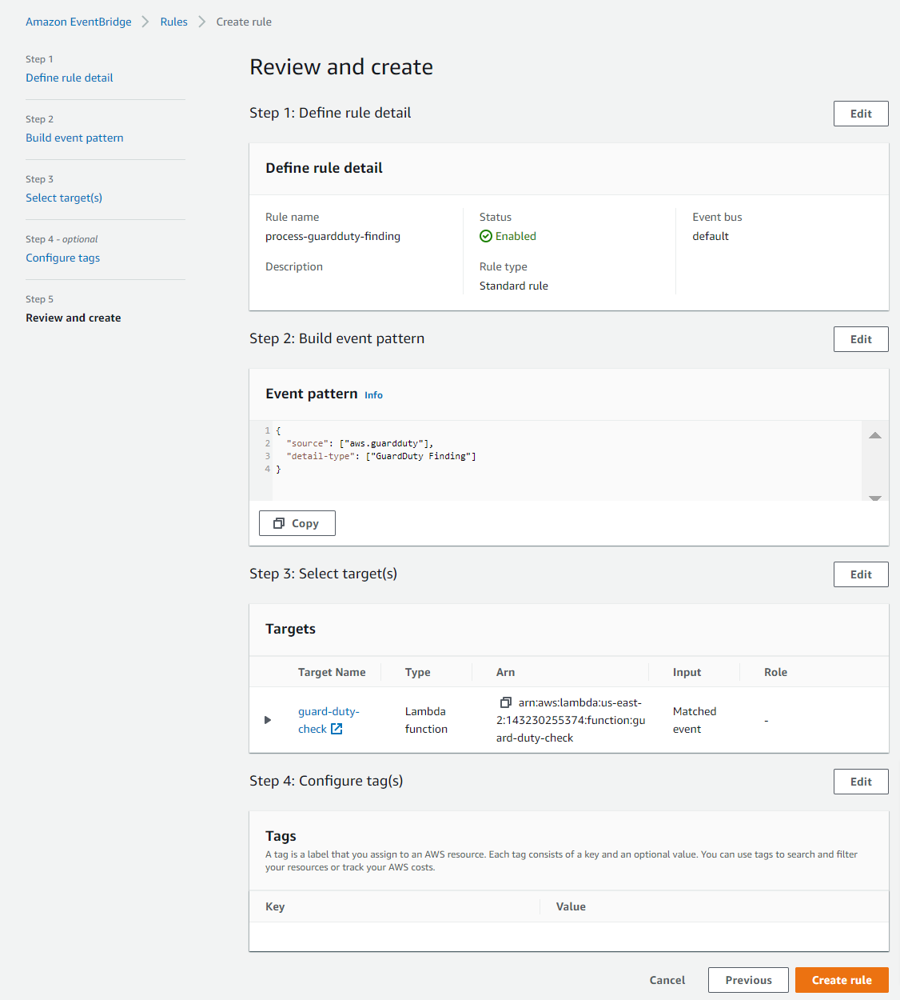 Amazon EventBridge > Rules > Create rule
Step 1
Define rule detail
Step 2
Build event pattern
Step 3
Select target(s)
Step 4 - optional
Configure tags
Step 5
Review and create
Review and create
Step 1: Define rule detail
Edit
Define rule detail
Rule name
process-guardduty-finding
Description
Status
Enabled
Rule type
Standard rule
Event bus
default
Step 2: Build event pattern
Edit
Event pattern Info
1 {
2 "source": ["aws.guardduty"],
3 "detail-type": ["GuardDuty Finding"]
4 }
Copy
Step 3: Select target(s)
Edit
Targets
Target Name Type Arn Input Role
guard-duty-
check
Lambda
function
arn:aws:lambda:us-east-
2:143230255374:function:gu
ard-duty-check
Matched
event
-
Step 4: Configure tag(s)
Edit
Tags
A tag is a label that you assign to an AWS resource. Each tag consists of a key and an optional value. You can use tags to search and filter
your resources or track your AWS costs.
Key Value
Cancel Previous Create rule